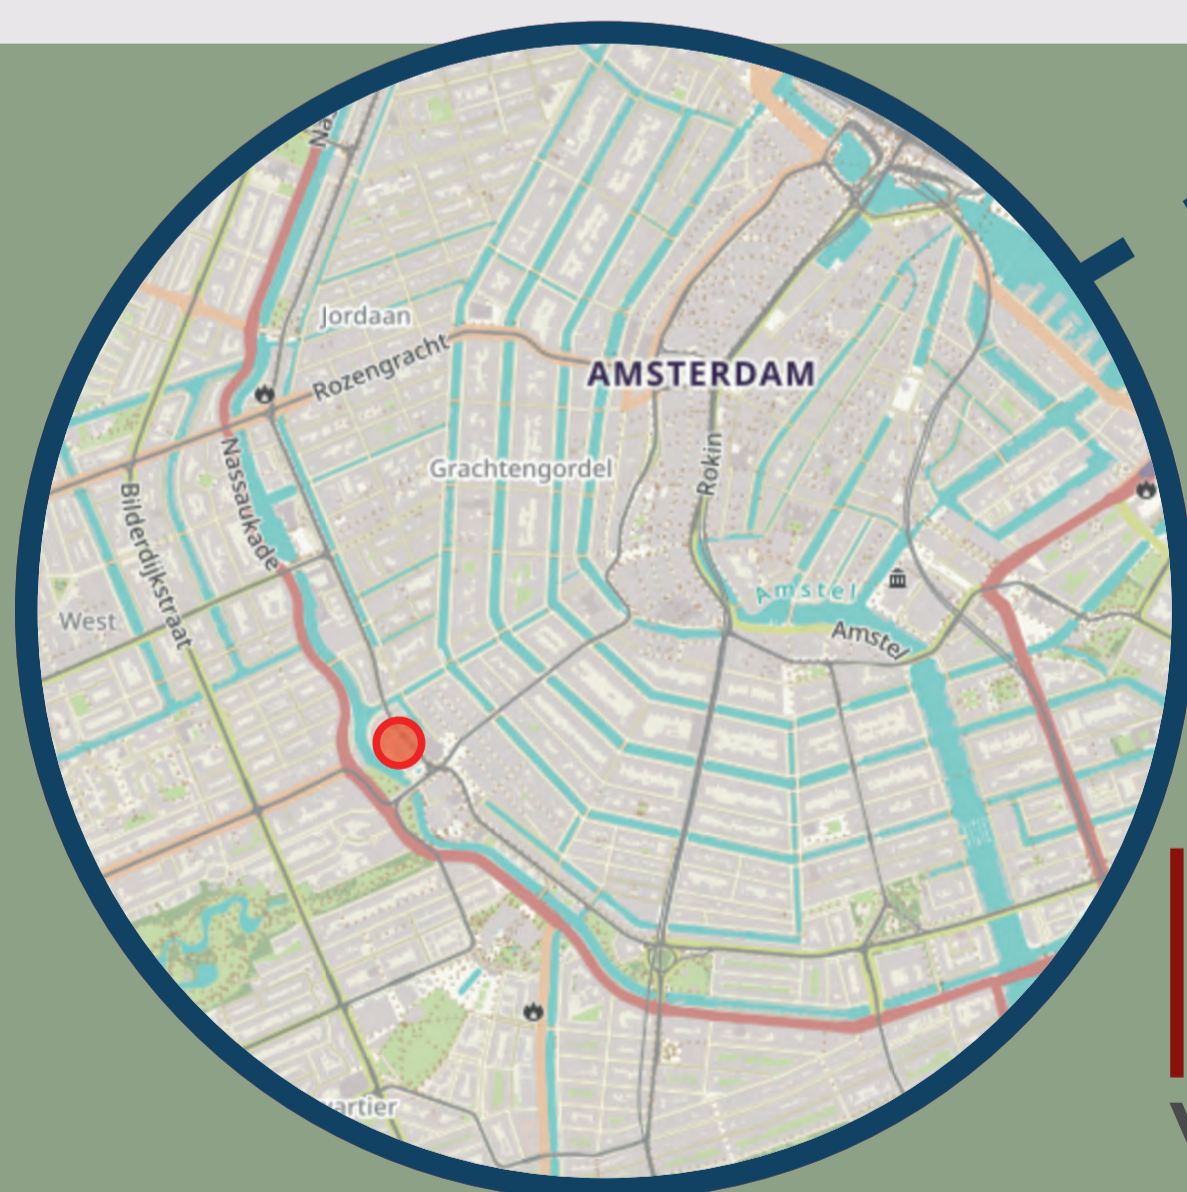 Jordaan
Rozengracht
AMSTERDAM
Grachtengordel
Rokin
Nassaukade
Bilderdijkstraat
West
Amstel
Amstel